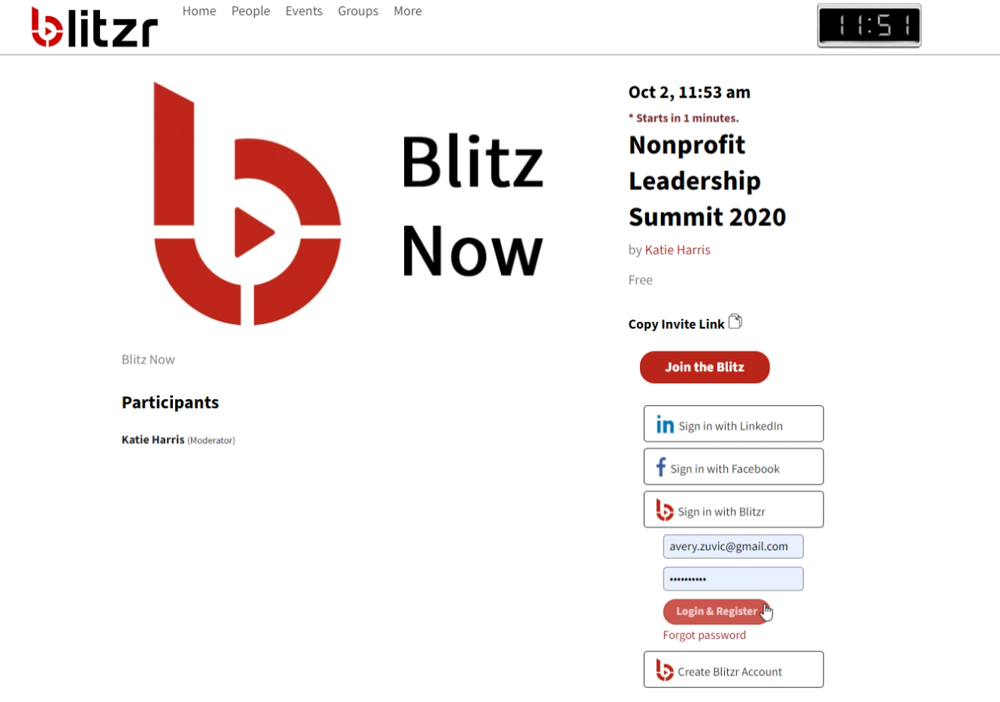 blitzr
Home People Events Groups More
11:51
Blitz
Now
Blitz Now
Participants
Katie Harris (Moderator)
Oct 2, 11:53 am
* Starts in 1 minutes.
Nonprofit
Leadership
Summit 2020
by Katie Harris
Free
Copy Invite Link
Join the Blitz
in Sign in with LinkedIn
f Sign in with Facebook
Sign in with Blitzr
avery.zuvic@gmail.com
••••••••••
Login & Register
Forgot password
Create Blitzr Account